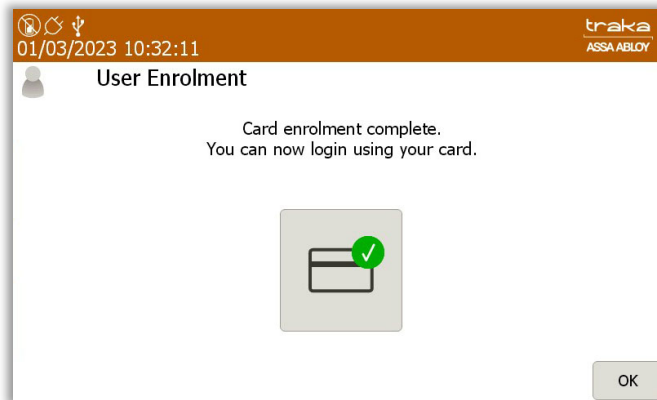 traka
01/03/2023 10:32:11
ASSA ABLOY
User Enrolment
Card enrolment complete.
You can now login using your card.
OK